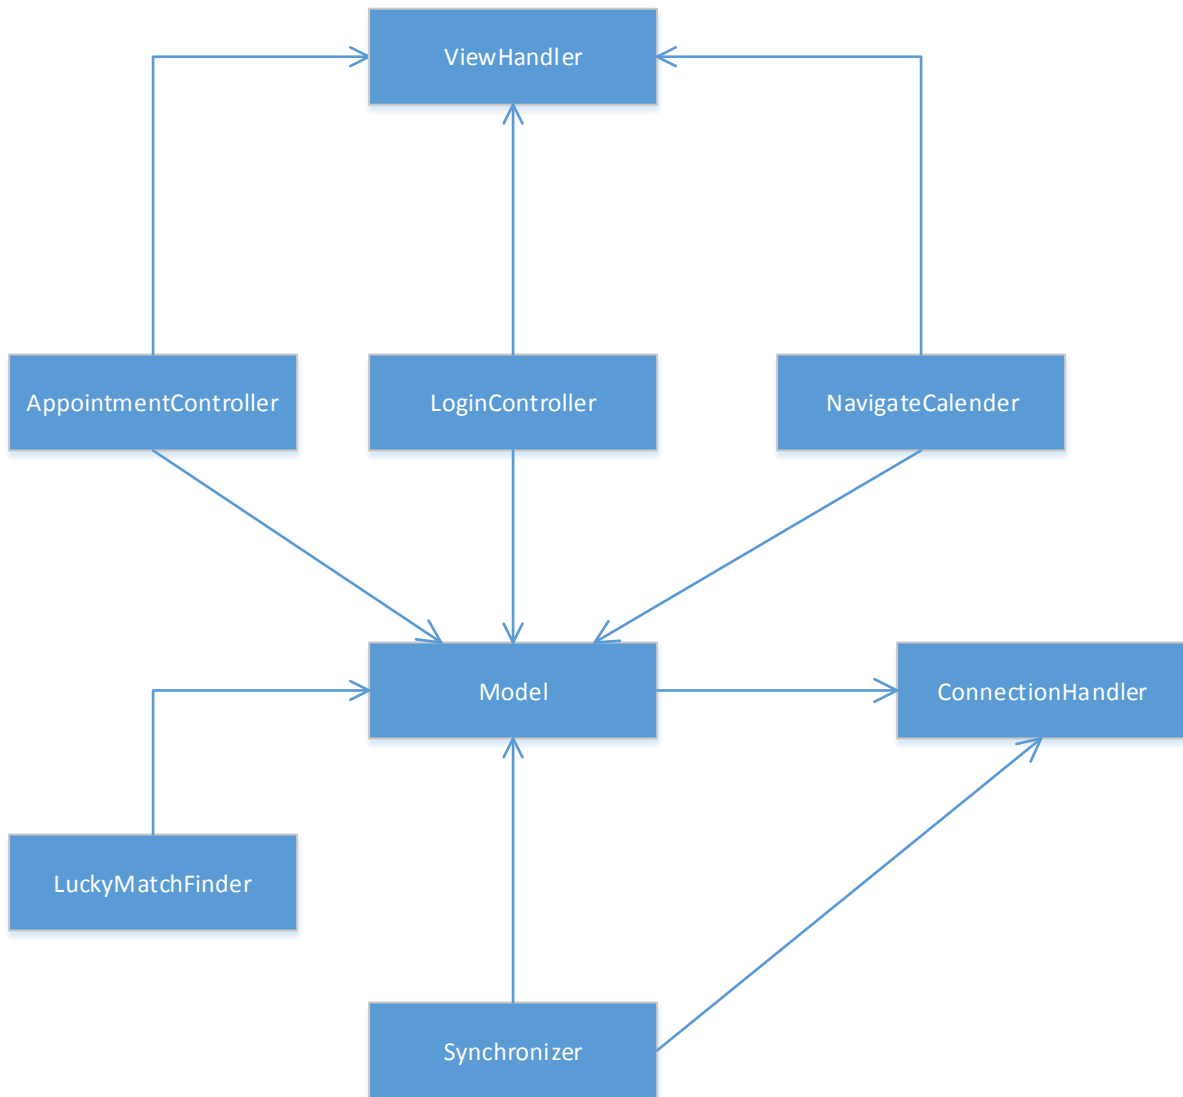 ViewHandler
AppointmentController
LoginController
NavigateCalender
Model
ConnectionHandler
LuckyMatchFinder
Synchronizer